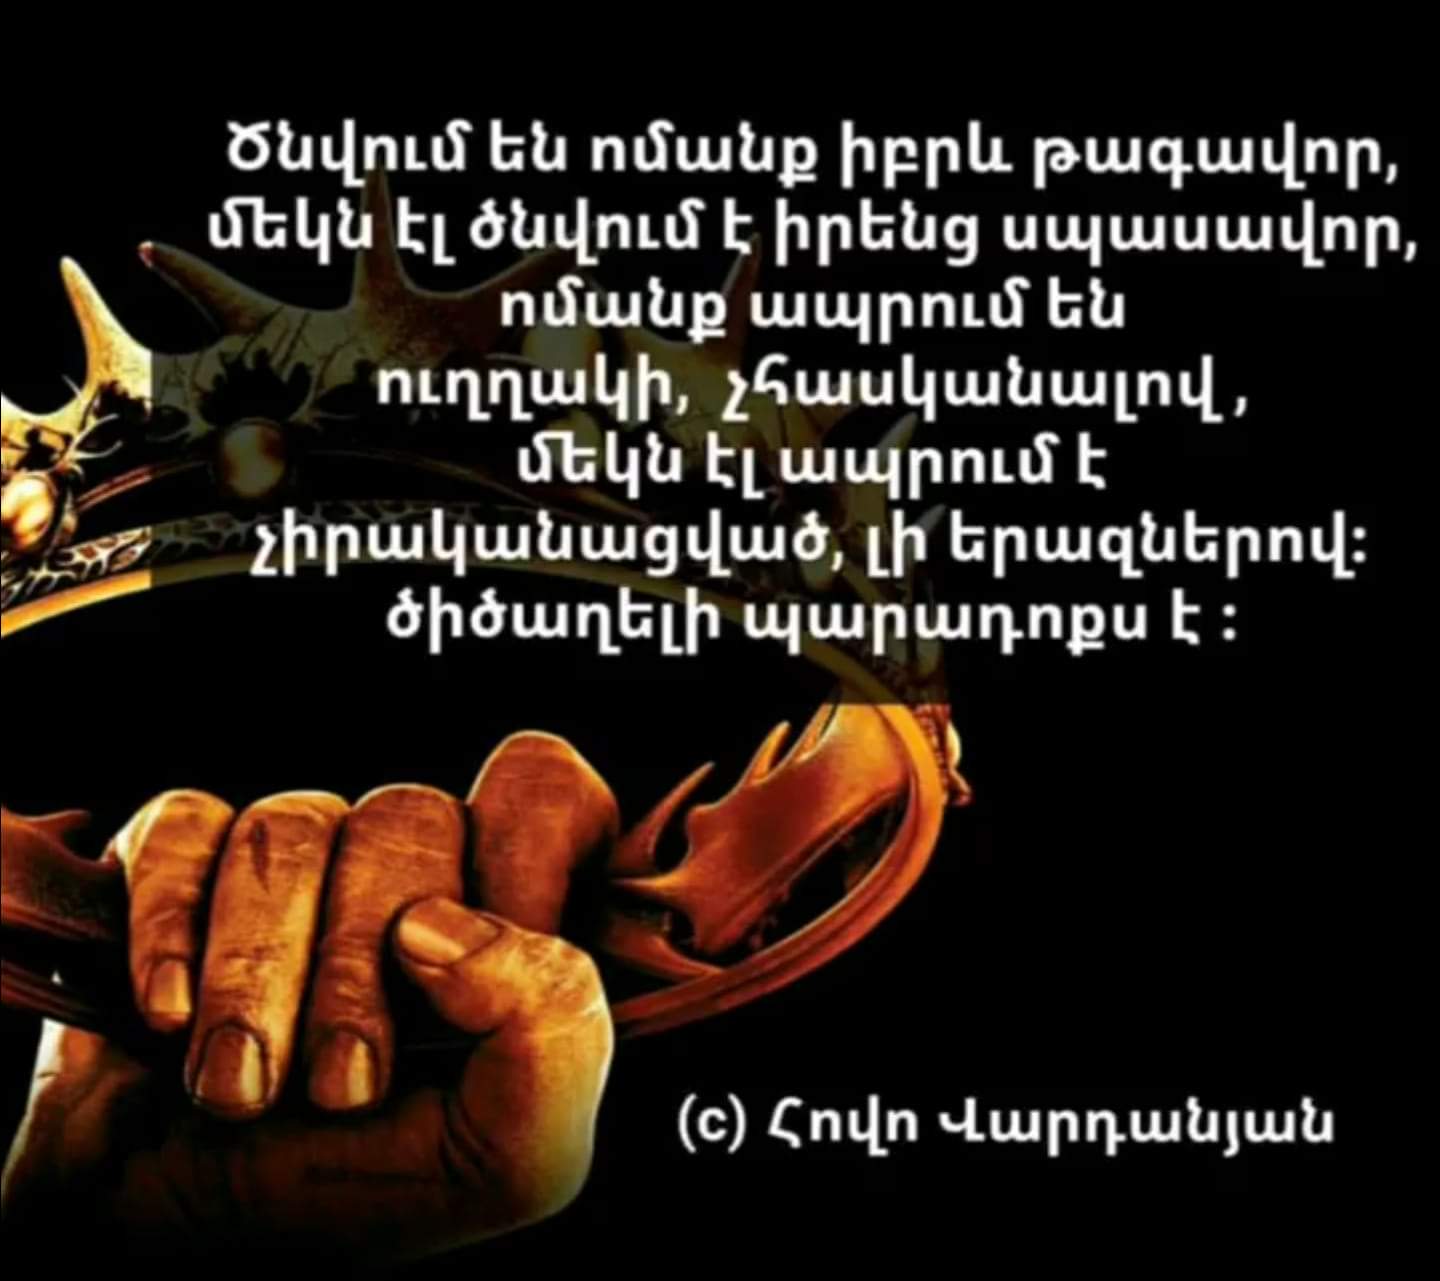 Ծնվում են ոմանք իբրև թագավոր,
մեկն էլ ծնվում է իրենց սպասավոր,
ոմանք ապրում են
ուղղակի, չհասկանալով,
մեկն էլ ապրում է
չիրականացված, լի երազներով:
ծիծաղելի պարադոքս է :
(c) Հովո Վարդանյան